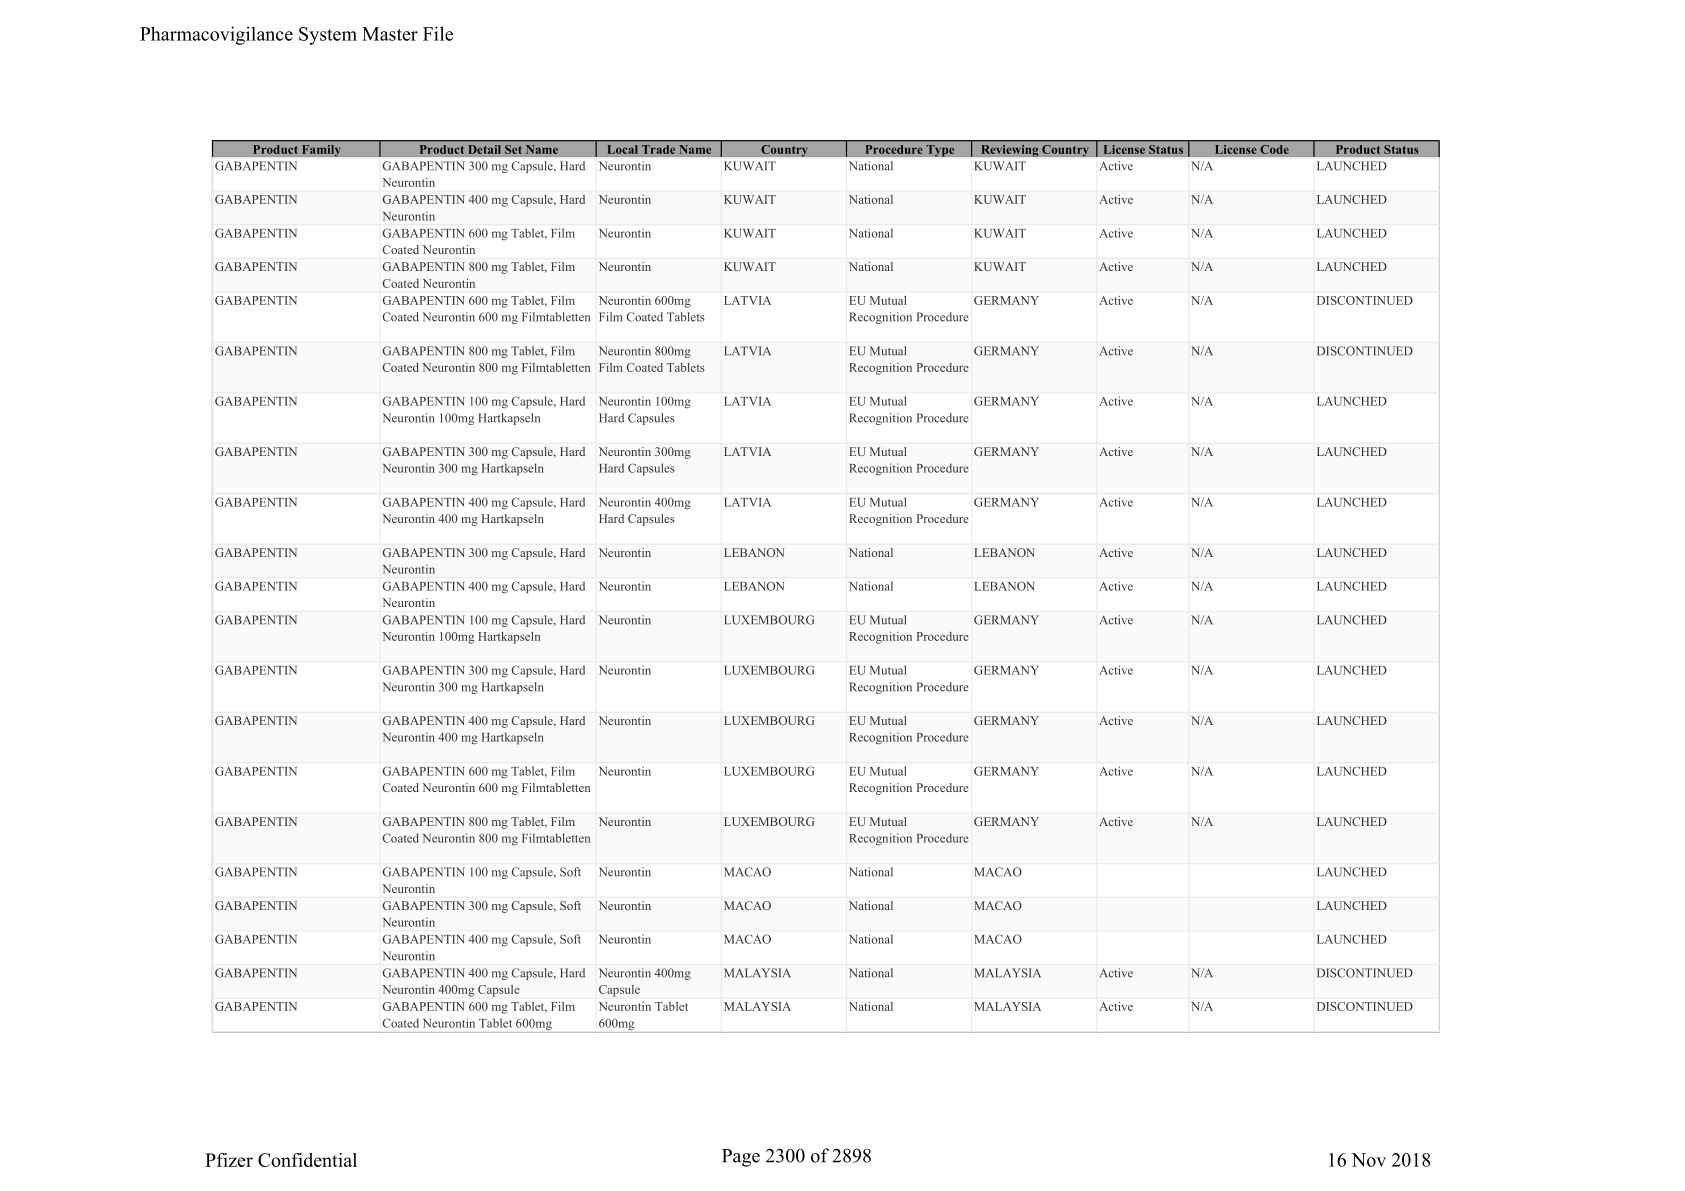 Pharmacovigilance System Master File
Product Family Product Detail Set Name Local Trade Name Country Procedure Type Reviewing Country License Status License Code Product Status
GABAPENTIN GABAPENTIN 300 mg Capsule, Hard Neurontin KUWAIT National KUWAIT Active N/A LAUNCHED
Neurontin
GABAPENTIN GABAPENTIN 400 mg Capsule, Hard Neurontin KUWAIT National KUWAIT Active N/A LAUNCHED
Neurontin
GABAPENTIN GABAPENTIN 600 mg Tablet, Film Neurontin KUWAIT National KUWAIT Active N/A LAUNCHED
Coated Neurontin
GABAPENTIN GABAPENTIN 800 mg Tablet, Film Neurontin KUWAIT National KUWAIT Active N/A LAUNCHED
Coated Neurontin
GABAPENTIN GABAPENTIN 600 mg Tablet, Film Neurontin 600mg LATVIA EU Mutual GERMANY Active N/A DISCONTINUED
Coated Neurontin 600 mg Filmtabletten Film Coated Tablets Recognition Procedure
GABAPENTIN GABAPENTIN 800 mg Tablet, Film Neurontin 800mg LATVIA EU Mutual GERMANY Active N/A DISCONTINUED
Coated Neurontin 800 mg Filmtabletten Film Coated Tablets Recognition Procedure
GABAPENTIN GABAPENTIN 100 mg Capsule, Hard Neurontin 100mg LATVIA EU Mutual GERMANY Active N/A LAUNCHED
Neurontin 100mg Hartkapseln Hard Capsules Recognition Procedure
GABAPENTIN GABAPENTIN 300 mg Capsule, Hard Neurontin 300mg LATVIA EU Mutual GERMANY Active N/A LAUNCHED
Neurontin 300 mg Hartkapseln Hard Capsules Recognition Procedure
GABAPENTIN GABAPENTIN 400 mg Capsule, Hard Neurontin 400mg LATVIA EU Mutual GERMANY Active N/A LAUNCHED
Neurontin 400 mg Hartkapseln Hard Capsules Recognition Procedure
GABAPENTIN GABAPENTIN 300 mg Capsule, Hard Neurontin LEBANON National LEBANON Active N/A LAUNCHED
Neurontin
GABAPENTIN GABAPENTIN 400 mg Capsule, Hard Neurontin LEBANON National LEBANON Active N/A LAUNCHED
Neurontin
GABAPENTIN GABAPENTIN 100 mg Capsule, Hard Neurontin LUXEMBOURG EU Mutual GERMANY Active N/A LAUNCHED
Neurontin 100mg Hartkapseln Recognition Procedure
GABAPENTIN GABAPENTIN 300 mg Capsule, Hard Neurontin LUXEMBOURG EU Mutual GERMANY Active N/A LAUNCHED
Neurontin 300 mg Hartkapseln Recognition Procedure
GABAPENTIN GABAPENTIN 400 mg Capsule, Hard Neurontin LUXEMBOURG EU Mutual GERMANY Active N/A LAUNCHED
Neurontin 400 mg Hartkapseln Recognition Procedure
GABAPENTIN GABAPENTIN 600 mg Tablet, Film Neurontin LUXEMBOURG EU Mutual GERMANY Active N/A LAUNCHED
Coated Neurontin 600 mg Filmtabletten Recognition Procedure
GABAPENTIN GABAPENTIN 800 mg Tablet, Film Neurontin LUXEMBOURG EU Mutual GERMANY Active N/A LAUNCHED
Coated Neurontin 800 mg Filmtabletten Recognition Procedure
GABAPENTIN GABAPENTIN 100 mg Capsule, Soft Neurontin MACAO National MACAO LAUNCHED
Neurontin
GABAPENTIN GABAPENTIN 300 mg Capsule, Soft Neurontin MACAO National MACAO LAUNCHED
Neurontin
GABAPENTIN GABAPENTIN 400 mg Capsule, Soft Neurontin MACAO National MACAO LAUNCHED
Neurontin
GABAPENTIN GABAPENTIN 400 mg Capsule, Hard Neurontin 400mg MALAYSIA National MALAYSIA Active N/A DISCONTINUED
Neurontin 400mg Capsule Capsule
GABAPENTIN GABAPENTIN 600 mg Tablet, Film Neurontin Tablet MALAYSIA National MALAYSIA Active N/A DISCONTINUED
Coated Neurontin Tablet 600mg 600mg
Pfizer Confidential Page 2300 of 2898 16 Nov 2018